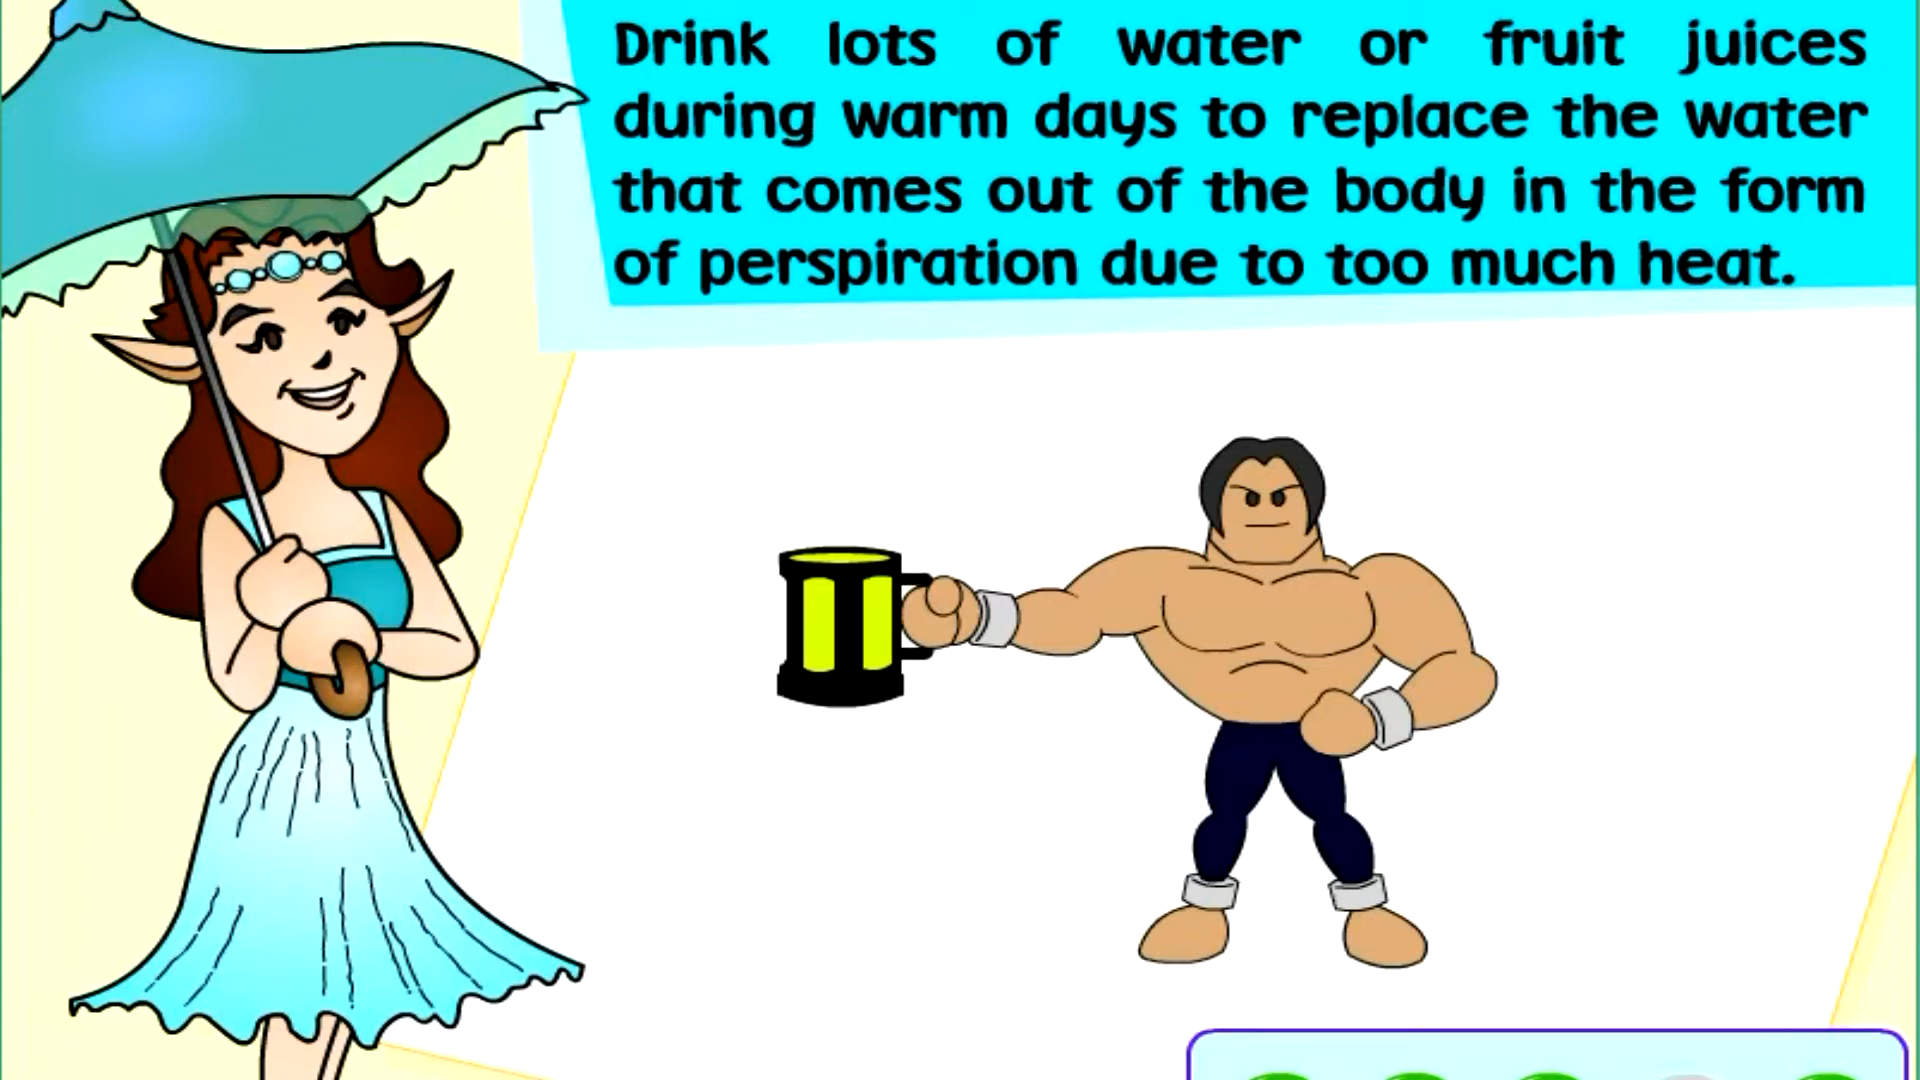 Drink lots of water or fruit juices
during warm days to replace the water
that comes out of the body in the form
of perspiration due to too much heat.